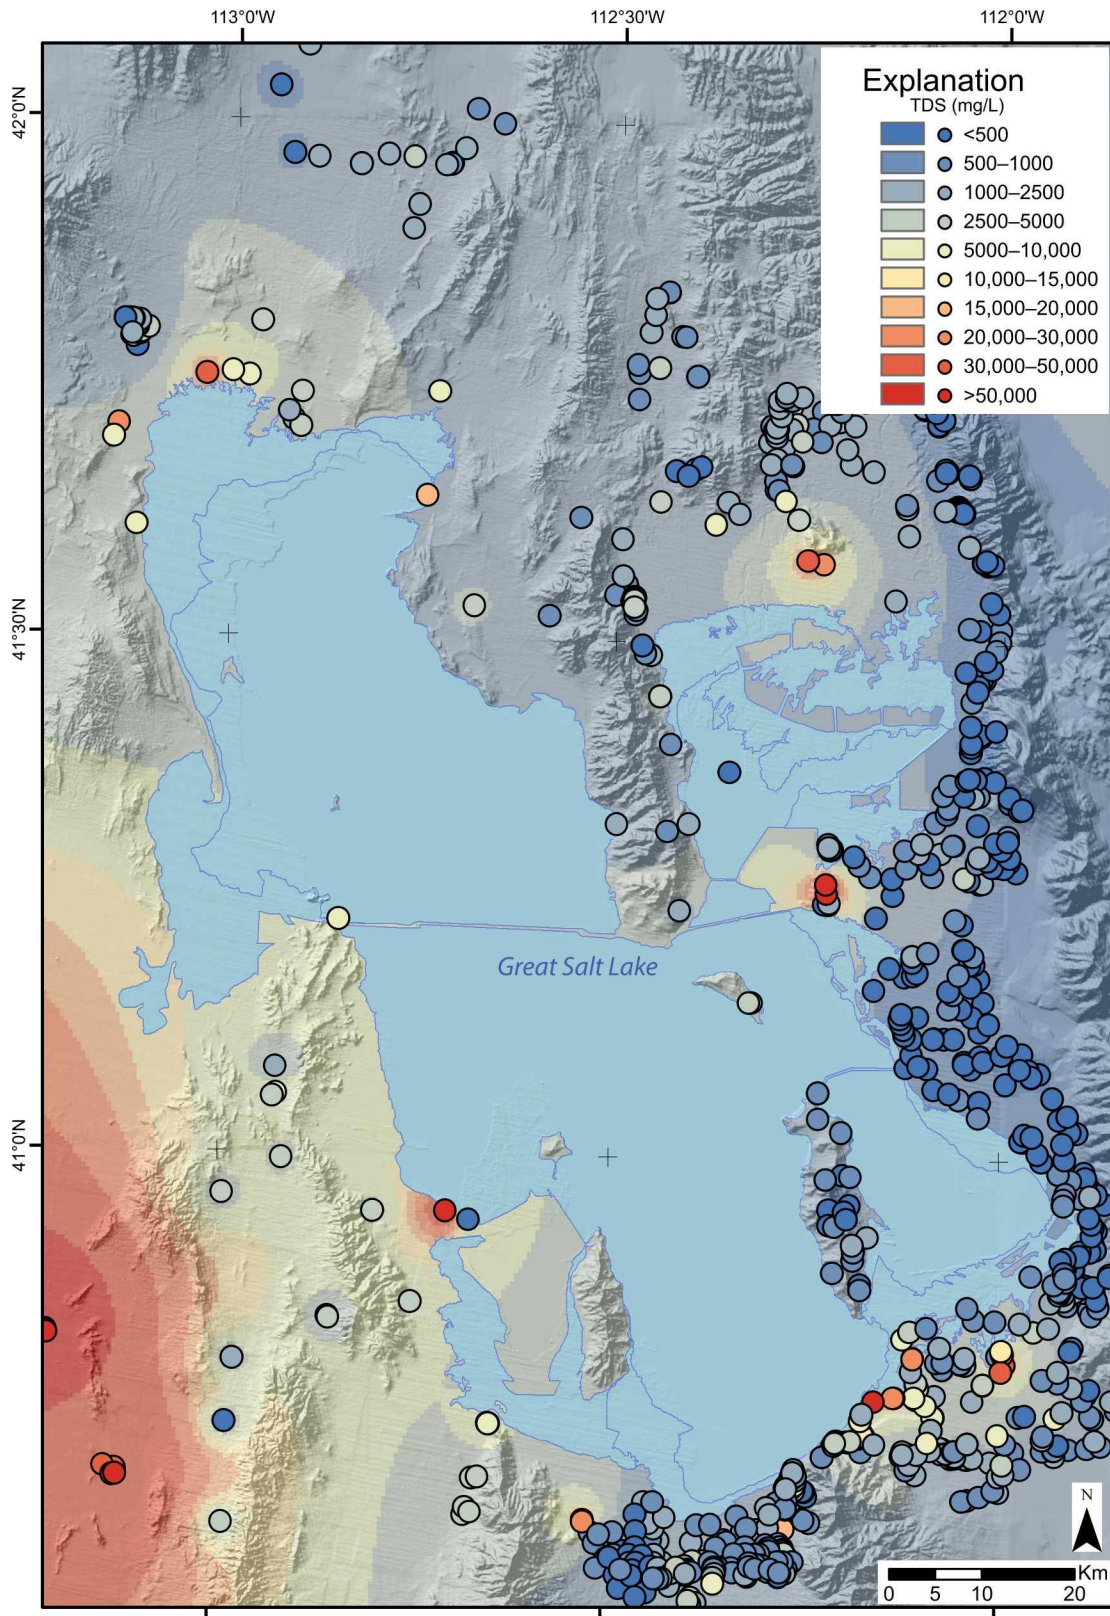 113°0'W 112°30'W 112°0'W
Explanation
TDS (mg/L)
<500
500–1000
1000–2500
2500–5000
5000–10,000
10,000–15,000
15,000–20,000
20,000–30,000
30,000–50,000
>50,000
42°0'N
41°30'N
41°0'N
Great Salt Lake
N
Km
0 5 10 20